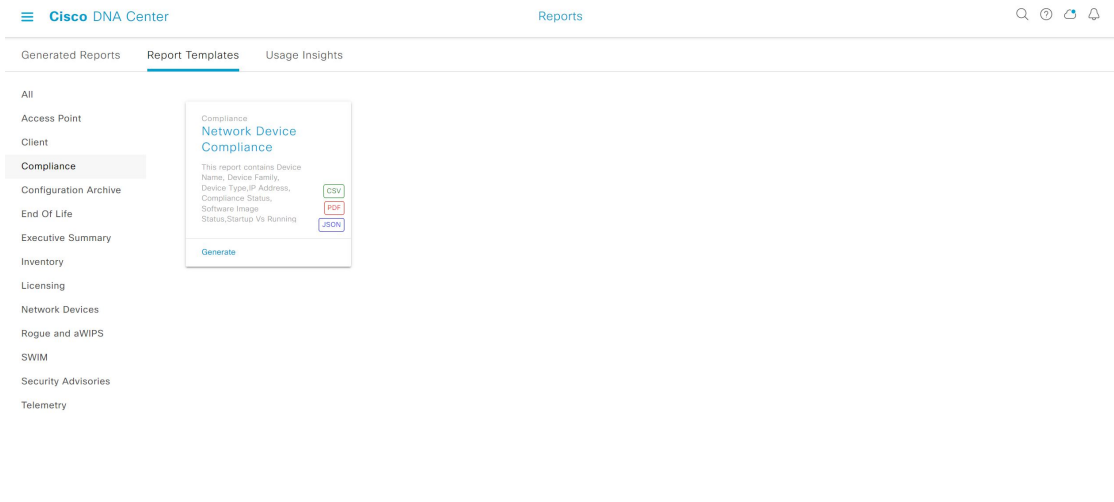 Cisco DNA Center
Reports
Generated Reports
Report Templates
Usage Insights
All
Access Point
Client
Compliance
Configuration Archive
End Of Life
Executive Summary
Inventory
Licensing
Network Devices
Rogue and aWIPS
SWIM
Security Advisories
Telemetry
Compliance
Network Device
Compliance
This report contains Device
Name, Device Family,
Device Type,IP Address,
Compliance Status,
Software Image
Status,Startup Vs Running
CSV
PDF
JSON
Generate